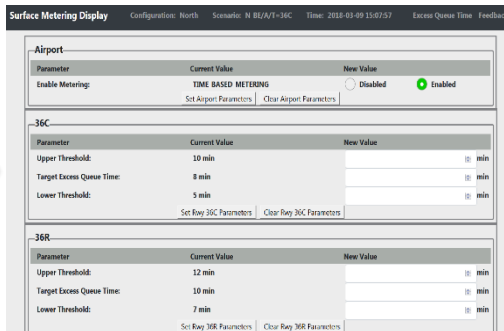 Surface Metering Display Configuration: North Scenario: N BE/A/T=36C Time: 2018-03-09 15:07:57 Excess Queue Time Feedbac
Airport
Parameter Current Value New Value
Enable Metering: TIME BASED METERING Disabled Enabled
Set Airport Parameters Clear Airport Parameters
36C
Parameter Current Value New Value
Upper Threshold: 10 min min
Target Excess Queue Time: 8 min min
Lower Threshold: 5 min min
Set Rwy 36C Parameters Clear Rwy 36C Parameters
36R
Parameter Current Value New Value
Upper Threshold: 12 min min
Target Excess Queue Time: 10 min min
Lower Threshold: 7 min min
Set Rwy 36R Parameters Clear Rwy 36R Parameters